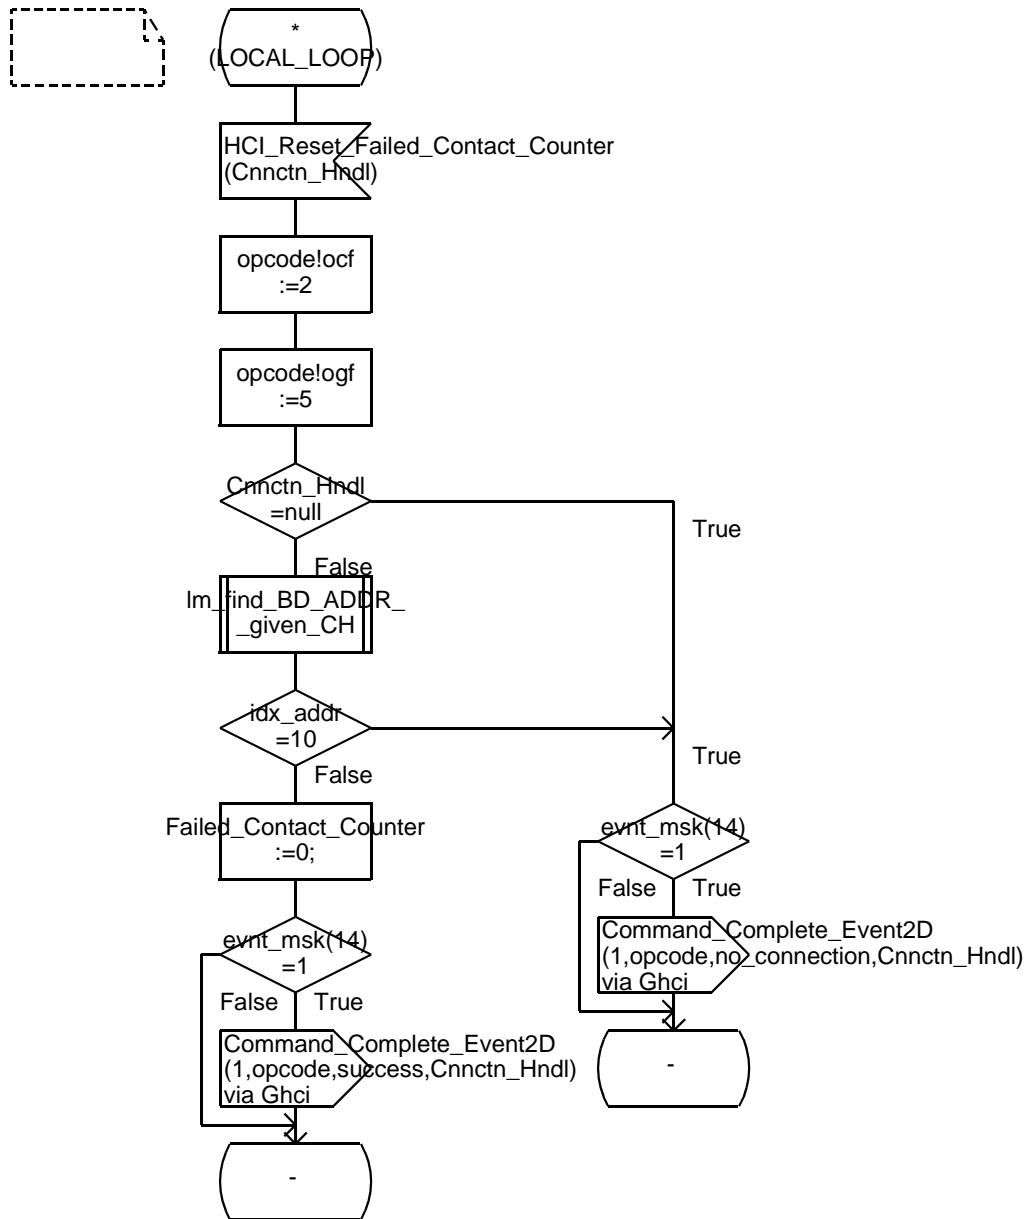 *
(LOCAL_LOOP)
HCI_Reset_Failed_Contact_Counter
(Cnnctn_Hndl)
opcode!ocf
:=2
opcode!ogf
:=5
Cnnctn_Hndl
=null
True
False
lm_find_BD_ADDR_
_given_CH
idx_addr
=10
True
False
Failed_Contact_Counter
:=0;
evnt_msk(14)
=1
False
True
Command_Complete_Event2D
(1,opcode,no_connection,Cnnctn_Hndl)
via Ghci
-
evnt_msk(14)
=1
False
True
Command_Complete_Event2D
(1,opcode,success,Cnnctn_Hndl)
via Ghci
-